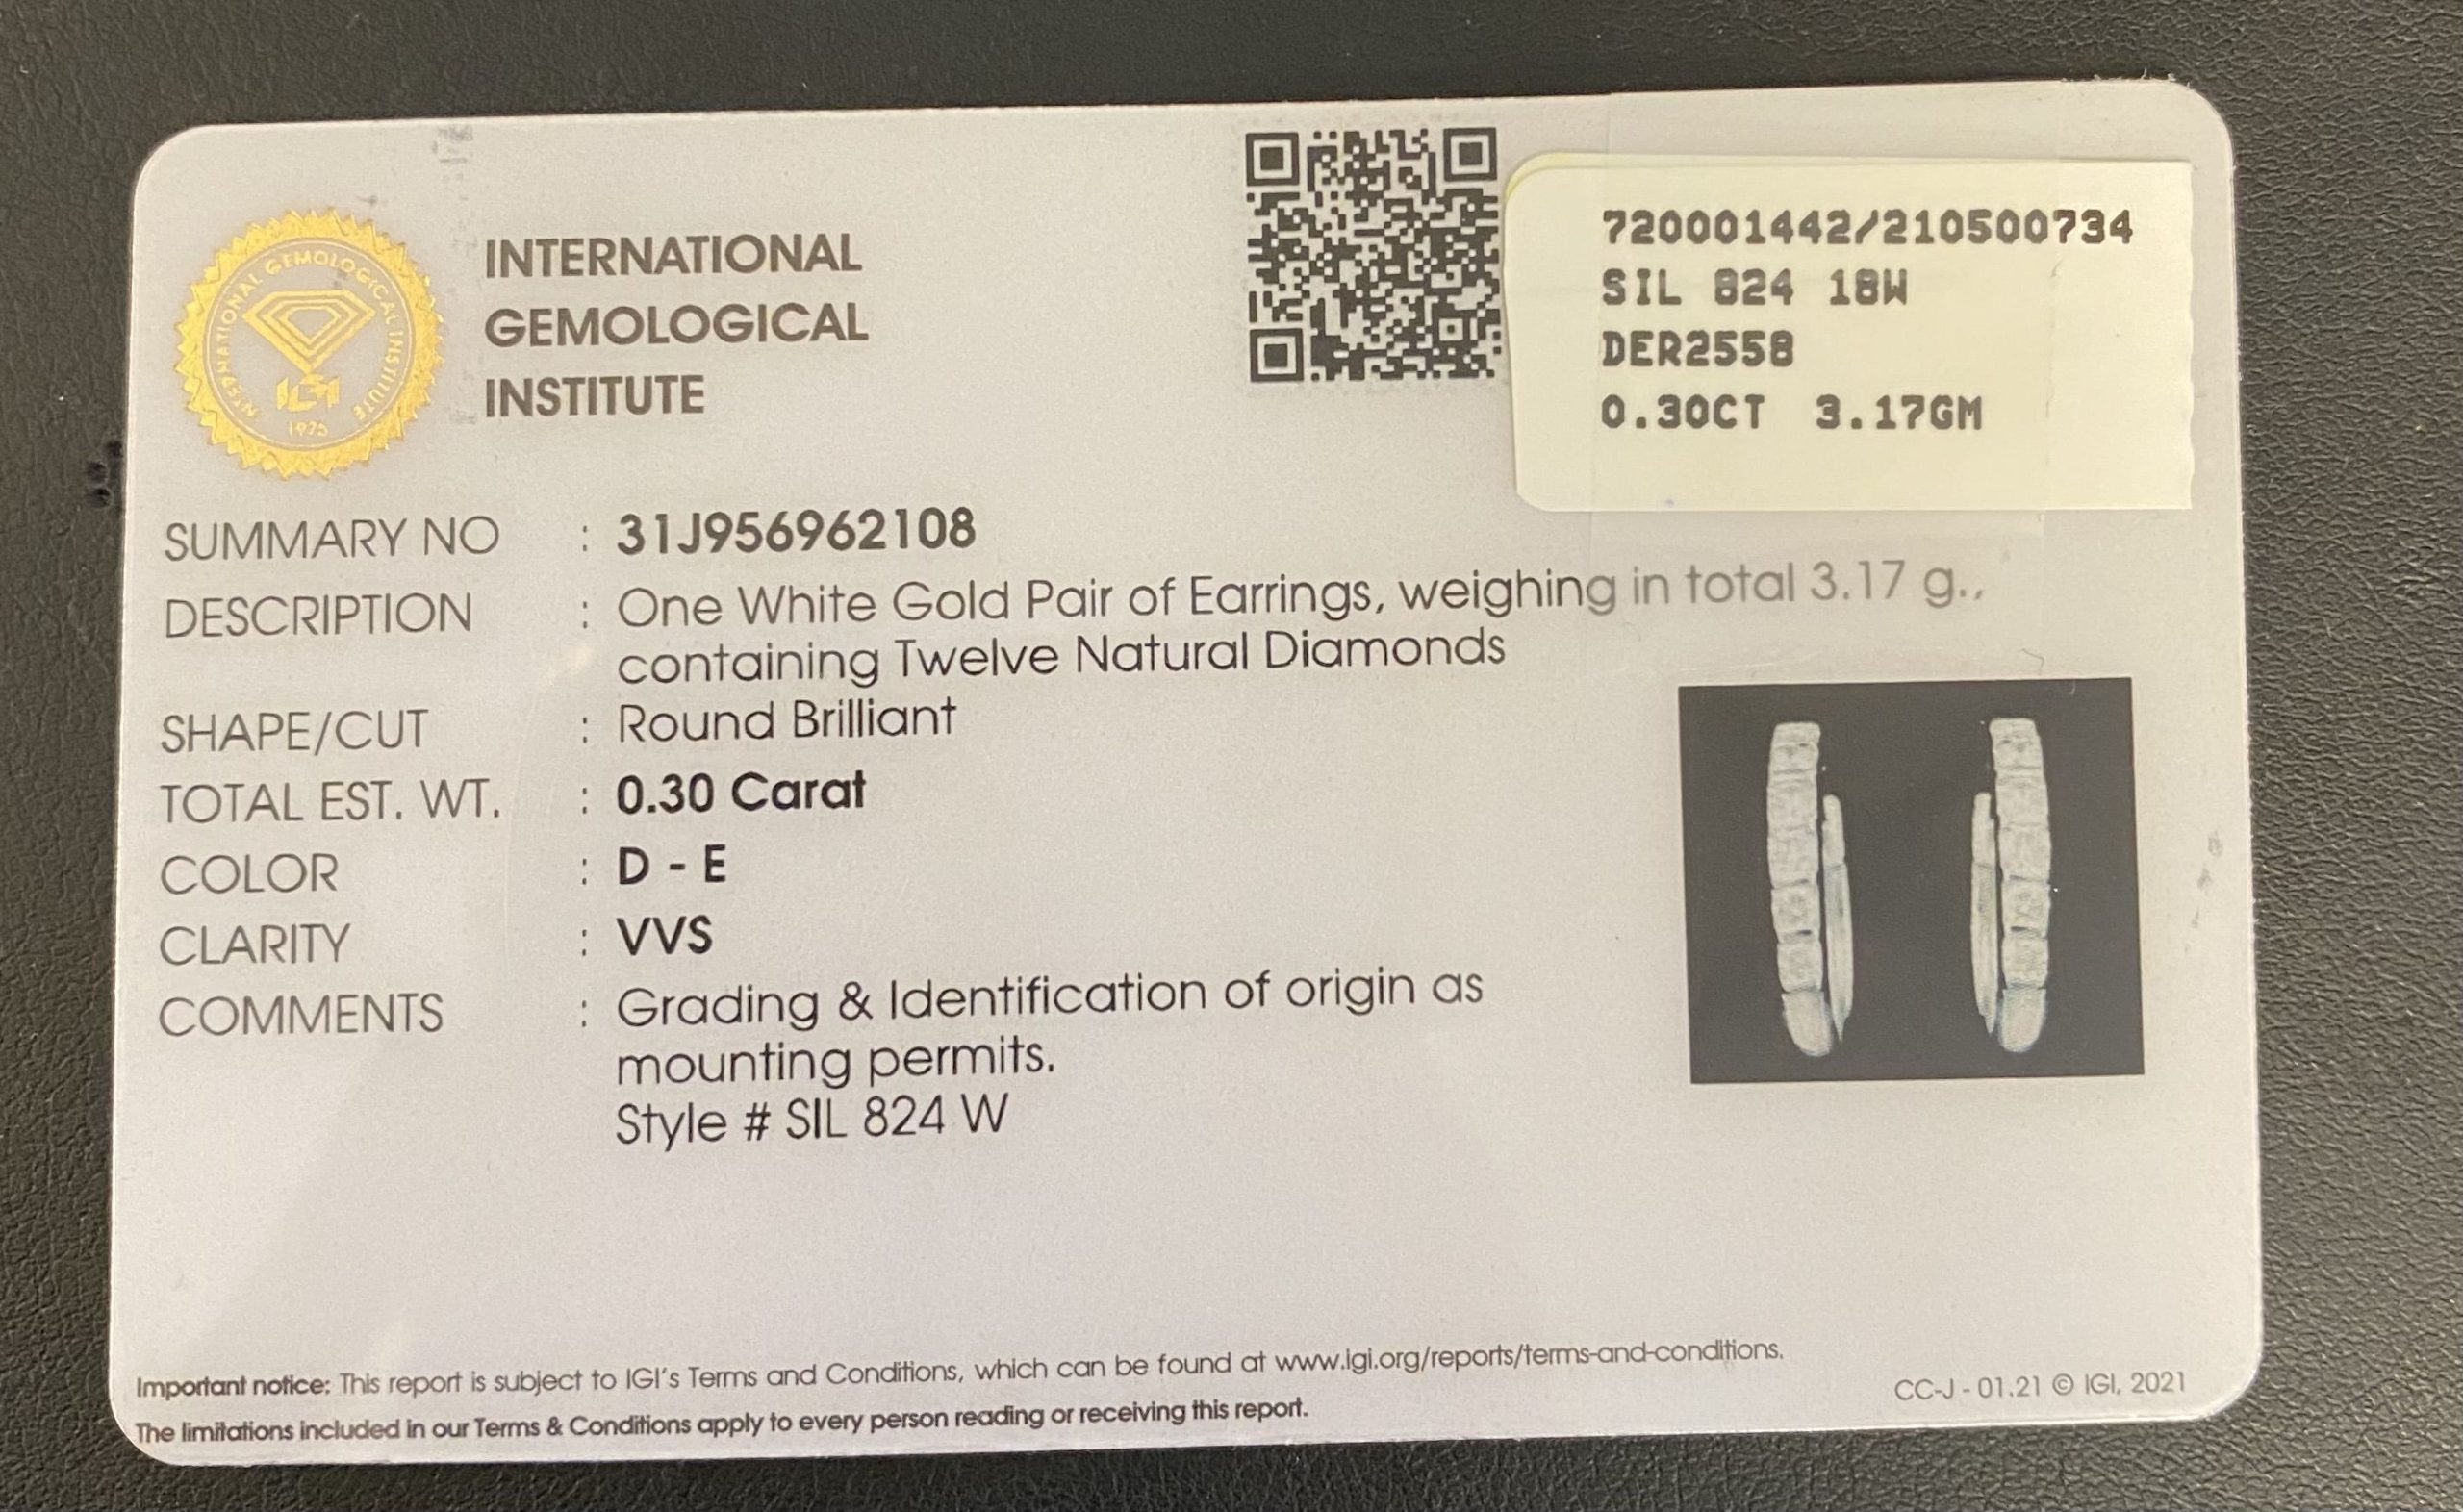 INTERNATIONAL GEMOLOGICAL INSTITUTE
IGI
1975
INTERNATIONAL
GEMOLOGICAL
INSTITUTE
720001442/210500734
SIL 824 18W
DER2558
0.30CT 3.17GM
SUMMARY NO : 31J956962108
DESCRIPTION : One White Gold Pair of Earrings, weighing in total 3.17 g.,
containing Twelve Natural Diamonds
SHAPE/CUT : Round Brilliant
TOTAL EST. WT. : 0.30 Carat
COLOR : D - E
CLARITY : VVS
COMMENTS : Grading & Identification of origin as
mounting permits.
Style # SIL 824 W
Important notice: This report is subject to IGI's Terms and Conditions, which can be found at www.igi.org/reports/terms-and-conditions.
The limitations included in our Terms & Conditions apply to every person reading or receiving this report.
CC-J - 01.21 © IGI, 2021